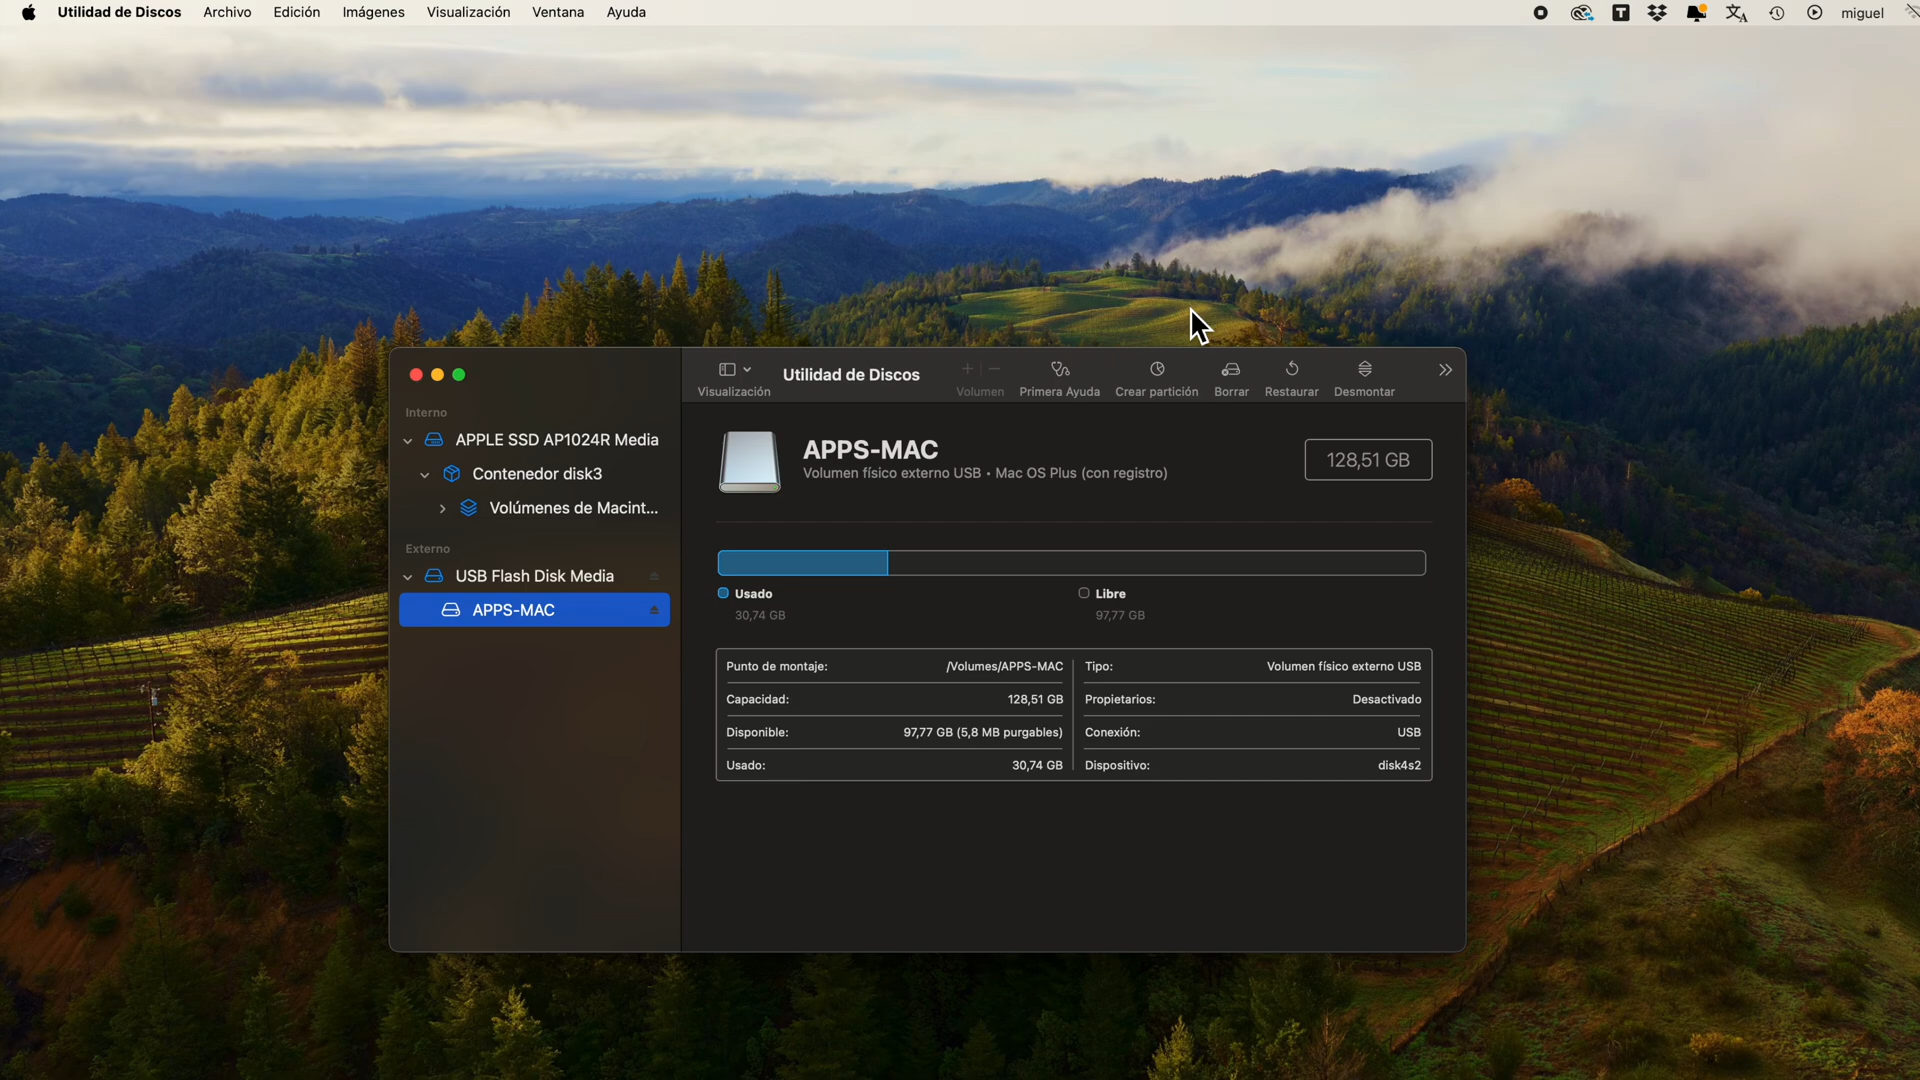 Utilidad de Discos Archivo Edición Imágenes Visualización Ventana Ayuda
T
miguel
Interno
APPLE SSD AP1024R Media
Contenedor disk3
Volúmenes de Macint...
Externo
USB Flash Disk Media
APPS-MAC
Visualización
Utilidad de Discos
Volumen
Primera Ayuda
Crear partición
Borrar
Restaurar
Desmontar
APPS-MAC
Volumen físico externo USB • Mac OS Plus (con registro)
128,51 GB
Usado
30,74 GB
Libre
97,77 GB
Punto de montaje: /Volumes/APPS-MAC
Capacidad: 128,51 GB
Disponible: 97,77 GB (5,8 MB purgables)
Usado: 30,74 GB
Tipo: Volumen físico externo USB
Propietarios: Desactivado
Conexión: USB
Dispositivo: disk4s2